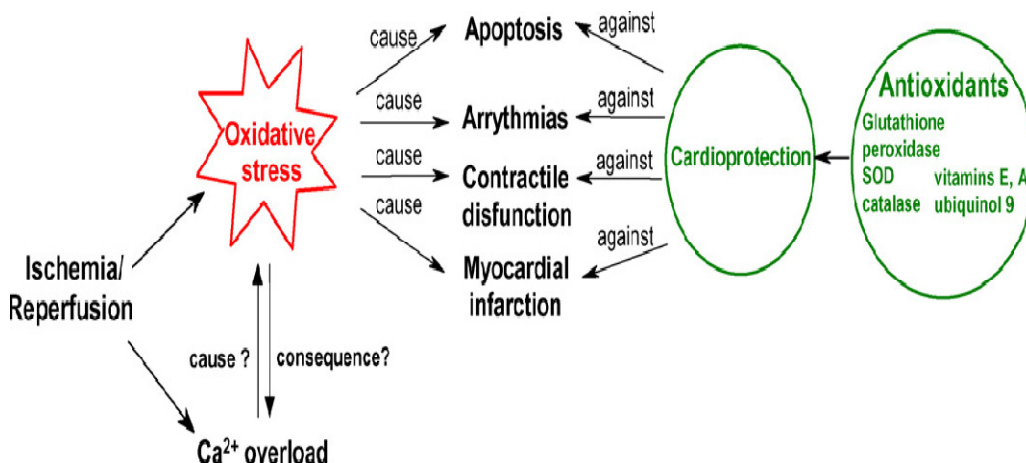 cause
Apoptosis
against
Oxidative
stress
cause
Arrythmias
against
cause
Contractile
disfunction
against
cause
Myocardial
infarction
against
Cardioprotection
Antioxidants
Glutathione
peroxidase
SOD vitamins E, A
catalase ubiquinol 9
Ischemia/
Reperfusion
cause ? consequence?
Ca²⁺ overload